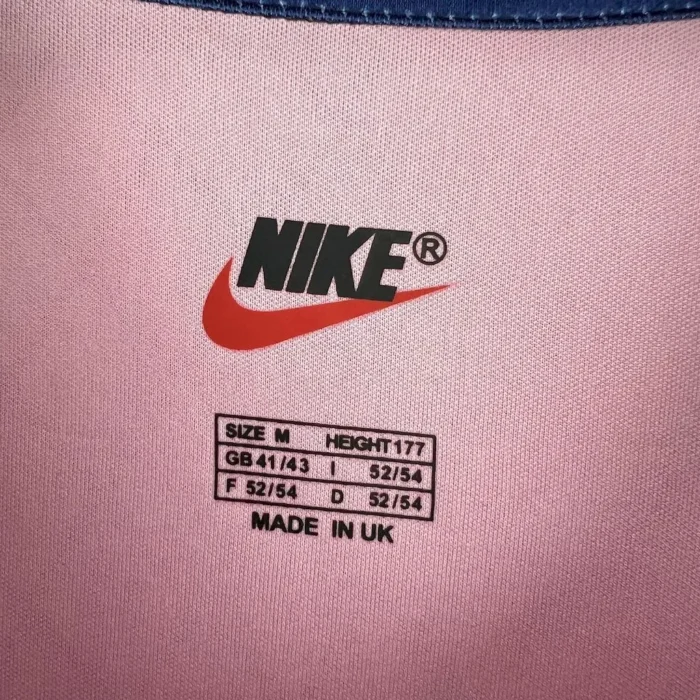 NIKE®
SIZE M HEIGHT 177
GB 41/43 I 52/54
F 52/54 D 52/54
MADE IN UK